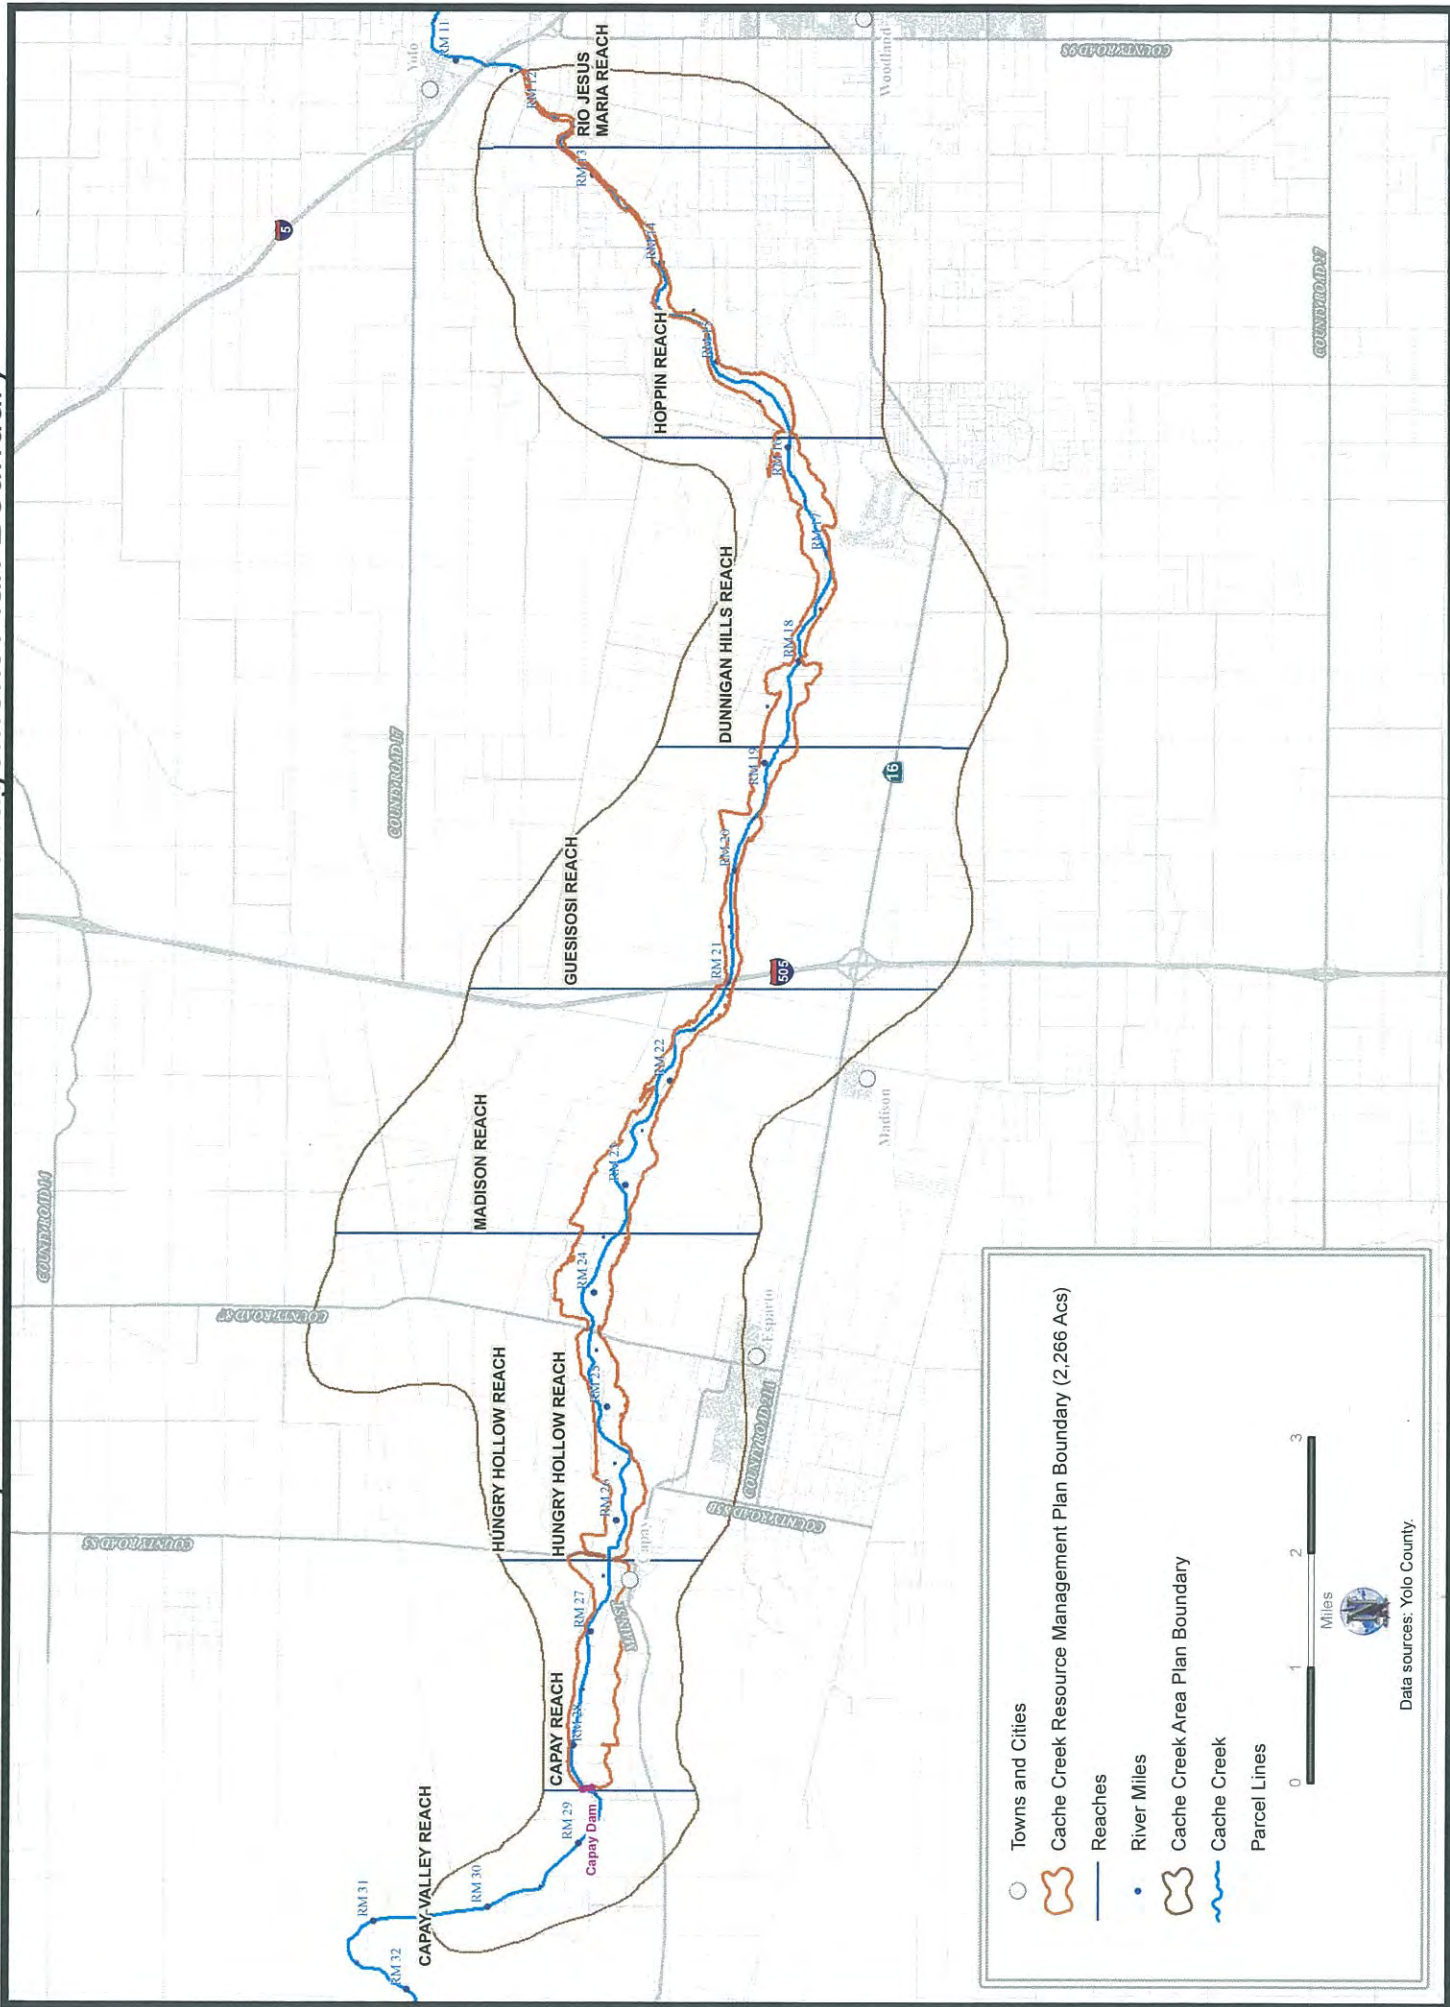 RM 32
RM 31
CAPAY VALLEY REACH
RM 30
RM 29
Capay Dam
CAPAY REACH
RM 28
RM 27
MAIN ST
Capay
COUNTY ROAD 85
HUNGRY HOLLOW REACH
HUNGRY HOLLOW REACH
RM 26
COUNTY ROAD 85B
COUNTY ROAD 21A
RM 25
Esparto
COUNTY ROAD 87
RM 24
COUNTY ROAD 14
MADISON REACH
RM 23
RM 22
Madison
RM 21
505
GUESISOSI REACH
RM 20
RM 19
16
COUNTY ROAD 17
DUNNIGAN HILLS REACH
RM 18
RM 17
RM 16
HOPPIN REACH
RM 15
RM 14
COUNTY ROAD 27
5
RM 13
RIO JESUS
MARIA REACH
RM 12
RM 11
Yolo
Woodland
COUNTY ROAD 98
Towns and Cities
Cache Creek Resource Management Plan Boundary (2,266 Acs)
Reaches
River Miles
Cache Creek Area Plan Boundary
Cache Creek
Parcel Lines
0 1 2 3
Miles
N
Data sources: Yolo County.